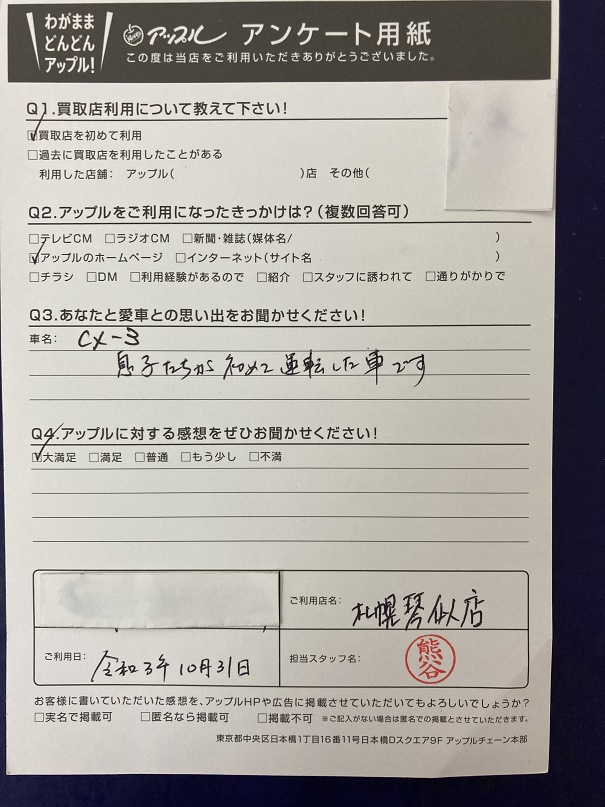 わがまま
どんどん
アップル!
アップル アンケート用紙
この度は当店をご利用いただきありがとうございました。
Q1.買取店利用について教えて下さい!
☑買取店を初めて利用
□過去に買取店を利用したことがある
利用した店舗: アップル( )店 その他(
Q2.アップルをご利用になったきっかけは?(複数回答可)
□テレビCM □ラジオCM □新聞・雑誌(媒体名/ )
☑アップルのホームページ □インターネット(サイト名 )
□チラシ □DM □利用経験があるので □紹介 □スタッフに誘われて □通りがかりで
Q3.あなたと愛車との思い出をお聞かせください!
車名: CX-3
息子たちが初めて運転した車です
Q4.アップルに対する感想をぜひお聞かせください!
☑大満足 □満足 □普通 □もう少し □不満
ご利用店名: 札幌琴似店
ご利用日: 令和3年10月31日
担当スタッフ名: 熊谷
お客様に書いていただいた感想を、アップルHPや広告に掲載させていただいてもよろしいでしょうか?
□実名で掲載可 □匿名なら掲載可 □掲載不可 ※ご記入がない場合は匿名での掲載とさせていただきます。
東京都中央区日本橋1丁目16番11号日本橋Dスクエア9F アップルチェーン本部